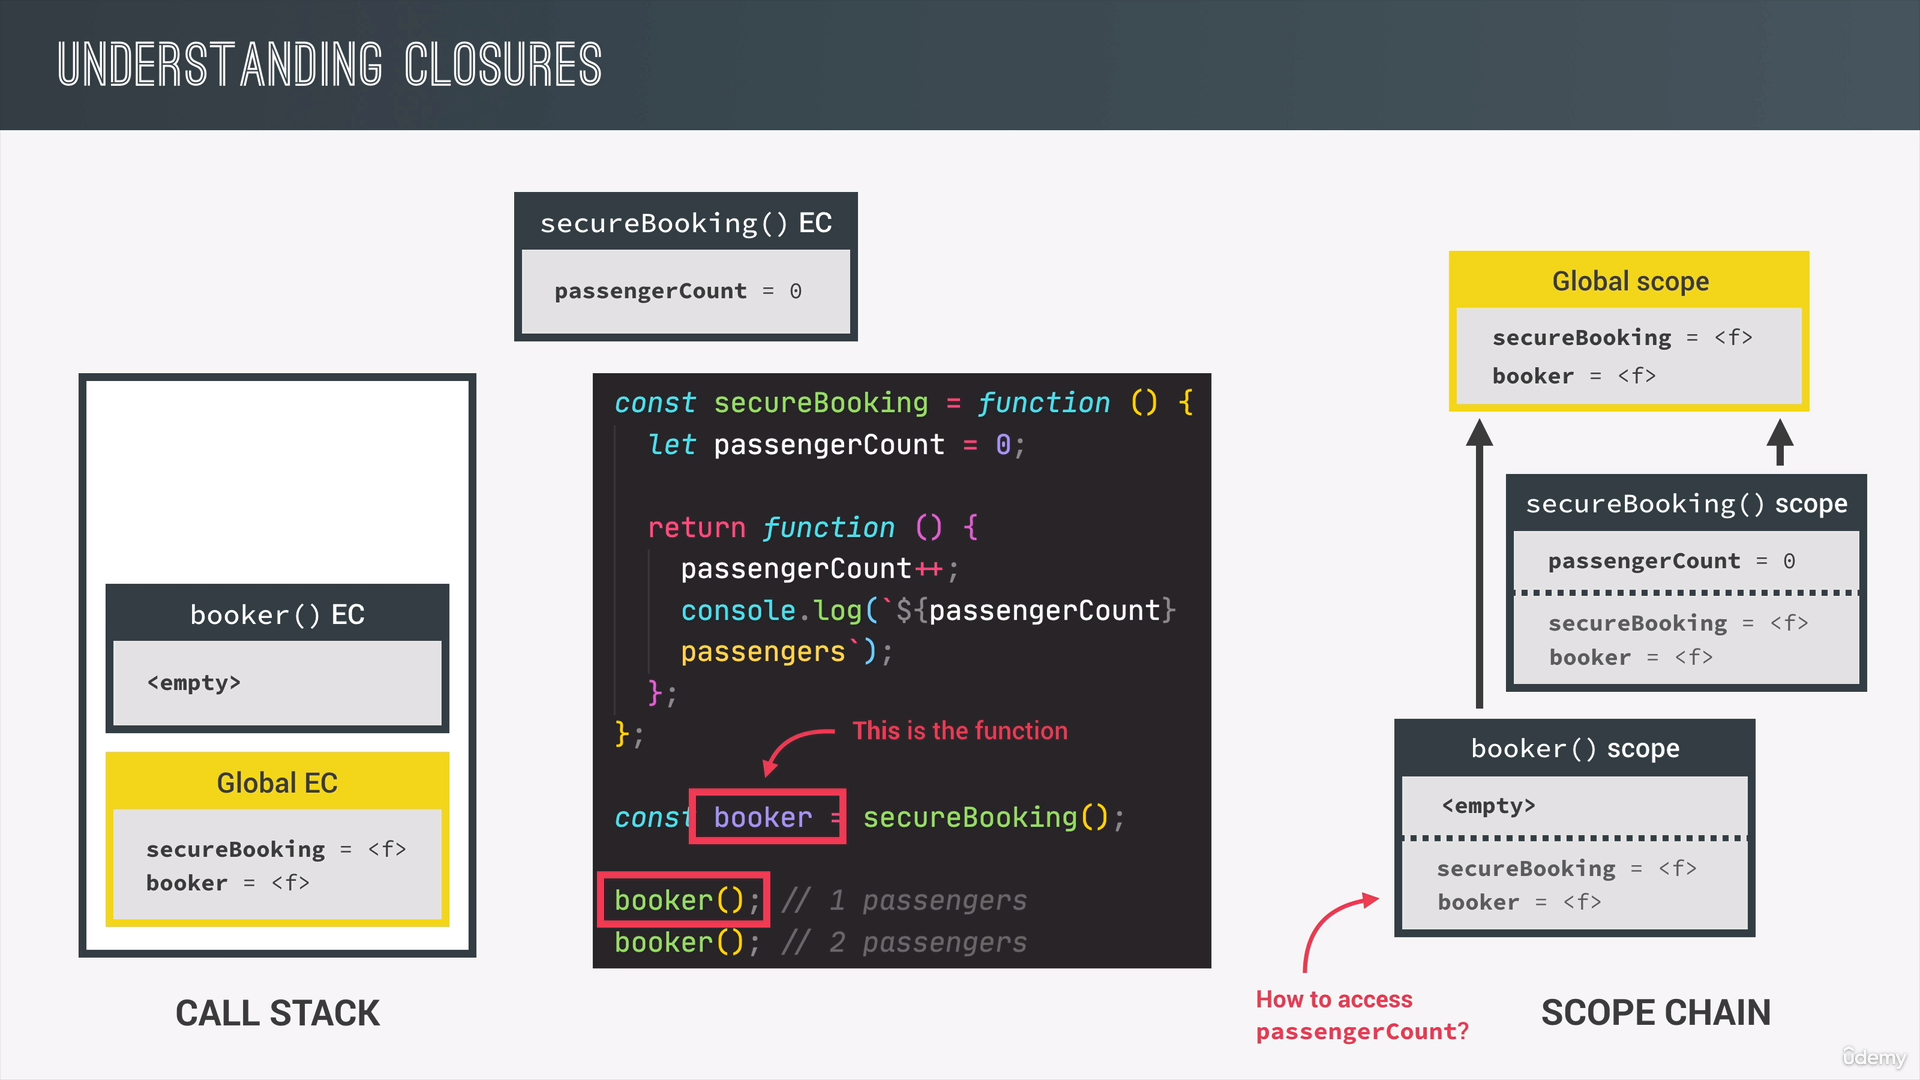 UNDERSTANDING CLOSURES
secureBooking() EC
passengerCount = 0
booker() EC
<empty>
Global EC
secureBooking = <f>
booker = <f>
CALL STACK
const secureBooking = function () {
let passengerCount = 0;
return function () {
passengerCount++;
console.log(`${passengerCount}
passengers`);
};
};
This is the function
const booker = secureBooking();
booker(); // 1 passengers
booker(); // 2 passengers
Global scope
secureBooking = <f>
booker = <f>
secureBooking() scope
passengerCount = 0
secureBooking = <f>
booker = <f>
booker() scope
<empty>
secureBooking = <f>
booker = <f>
How to access
passengerCount?
SCOPE CHAIN
ûdemy